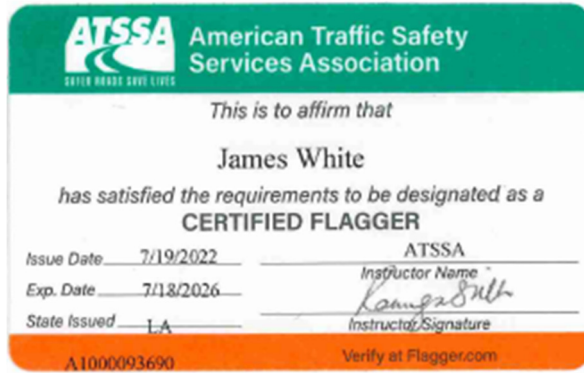 ATSSA
SAFER ROADS SAVE LIVES
American Traffic Safety
Services Association
This is to affirm that
James White
has satisfied the requirements to be designated as a
CERTIFIED FLAGGER
Issue Date 7/19/2022
ATSSA
Instructor Name
Exp. Date 7/18/2026
State Issued LA
Instructor Signature
A1000093690
Verify at Flagger.com